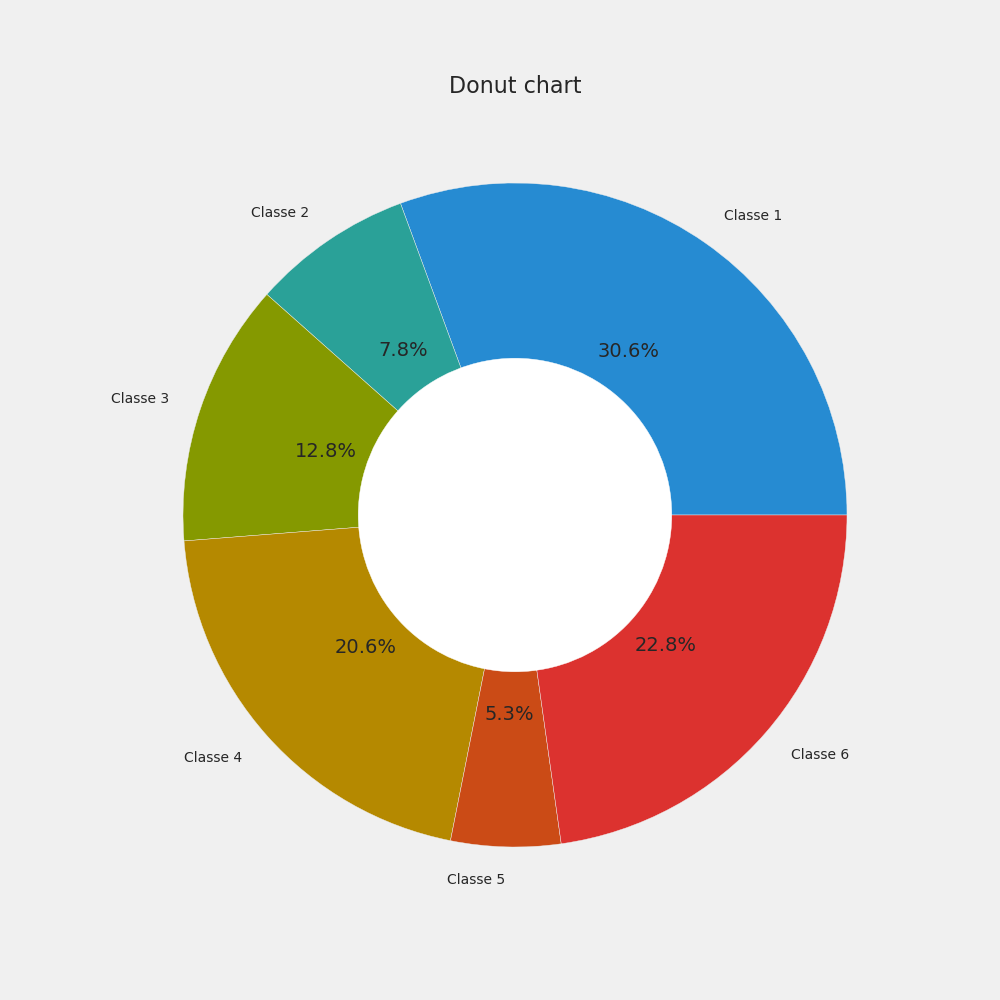 Donut chart
Classe 2
Classe 1
7.8%
30.6%
Classe 3
12.8%
20.6%
22.8%
5.3%
Classe 4
Classe 6
Classe 5